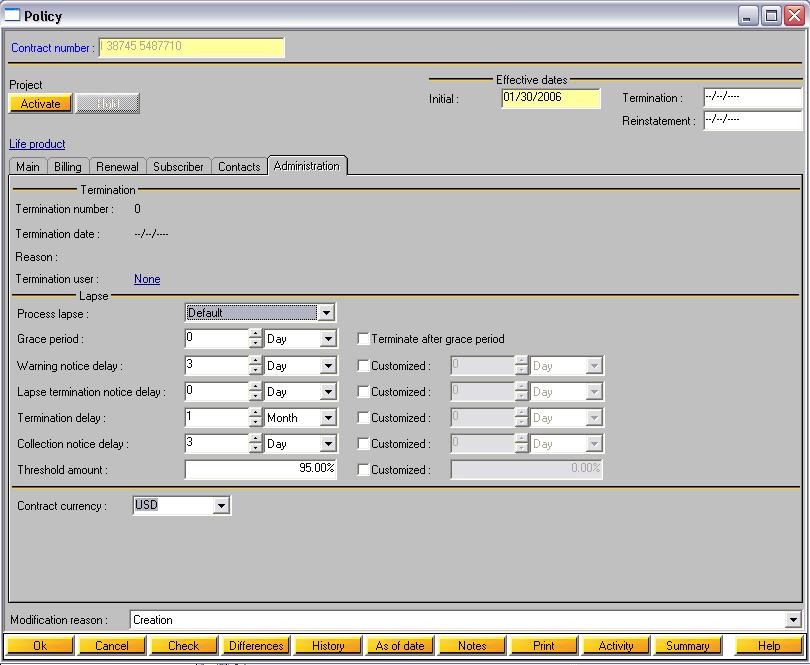 Policy
Contract number : I 38745 5487710
Project
Activate Hold
Effective dates
Initial : 01/30/2006 Termination : --/--/----
Reinstatement : --/--/----
Life product
Main Billing Renewal Subscriber Contacts Administration
Termination
Termination number : 0
Termination date : --/--/----
Reason :
Termination user : None
Lapse
Process lapse : Default
Grace period : 0 Day Terminate after grace period
Warning notice delay : 3 Day Customized : 0 Day
Lapse termination notice delay : 0 Day Customized : 0 Day
Termination delay : 1 Month Customized : 0 Day
Collection notice delay : 3 Day Customized : 0 Day
Threshold amount : 95.00% Customized : 0.00%
Contract currency : USD
Modification reason : Creation
Ok Cancel Check Differences History As of date Notes Print Activity Summary Help